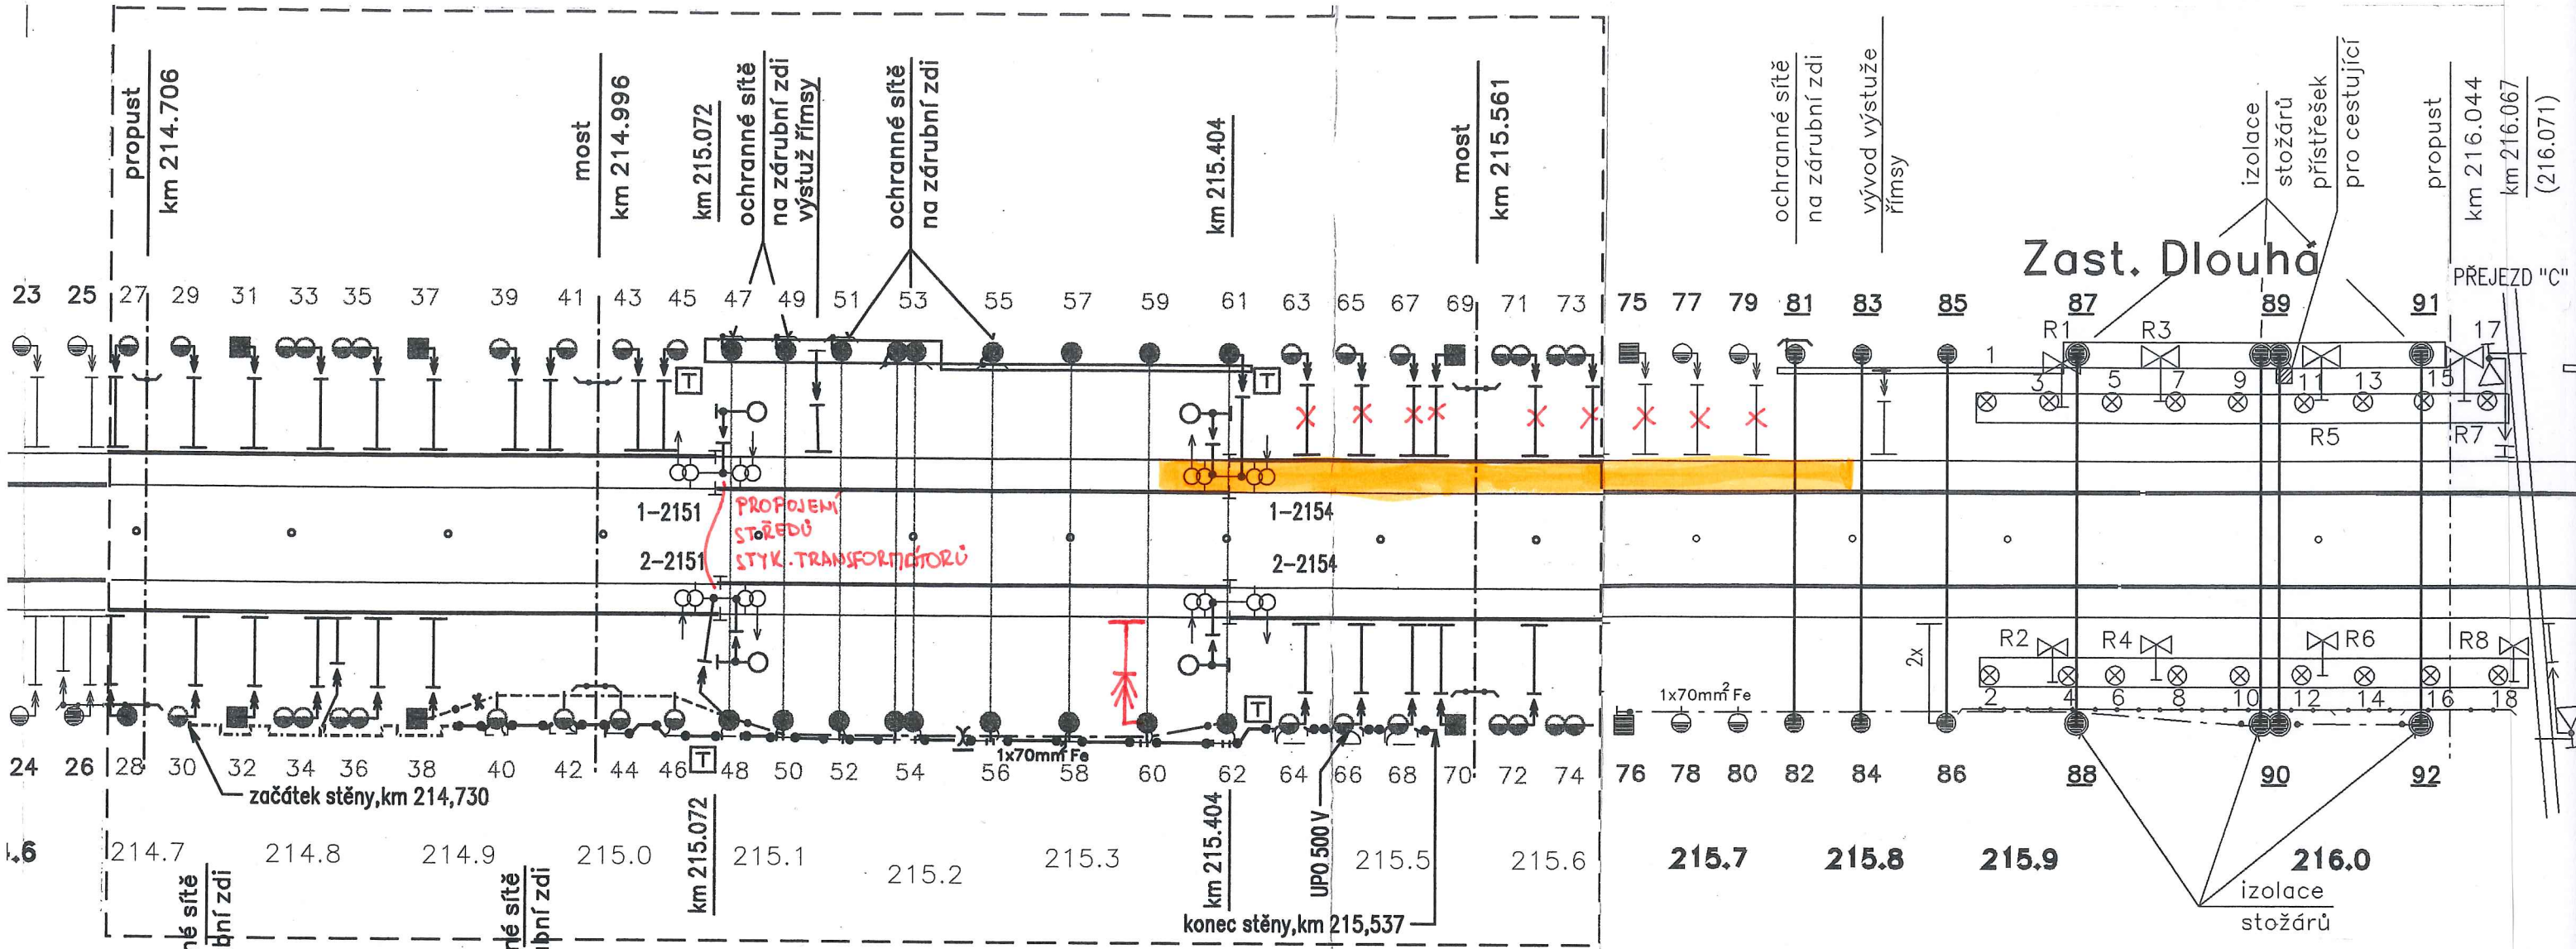 propust
km 214.706
most
km 214.996
km 215.072
ochranné sítě
na zárubní zdi
výstuž římsy
ochranné sítě
na zárubní zdi
km 215.404
most
km 215.561
ochranné sítě
na zárubní zdi
vývod výstuže
římsy
izolace
stožárů
přístřešek
pro cestující
propust
km 216.044
km 216.067
(216.071)
Zast. Dlouhá
PŘEJEZD "C"
23 25 27 29 31 33 35 37 39 41 43 45 47 49 51 53 55 57 59 61 63 65 67 69 71 73 75 77 79 81 83 85 87 89 91
R1 R3 17
T T
1 3 5 7 9 11 13 15
R5 R7
1-2151 PROPOJENÍ 1-2154
STŘEDŮ
2-2151 STYK. TRANSFORMÁTORŮ 2-2154
2x
R2 R4 R6 R8
2 4 6 8 10 12 14 16 18
1x70mm² Fe
T T
1x70mm² Fe
24 26 28 30 32 34 36 38 40 42 44 46 48 50 52 54 56 58 60 62 64 66 68 70 72 74 76 78 80 82 84 86 88 90 92
začátek stěny,km 214,730
km 215.072
km 215.404
UPO 500 V
.6 214.7 214.8 214.9 215.0 215.1 215.2 215.3 215.5 215.6 215.7 215.8 215.9 216.0
né sítě
bní zdi
né sítě
bní zdi
konec stěny,km 215,537
izolace
stožárů